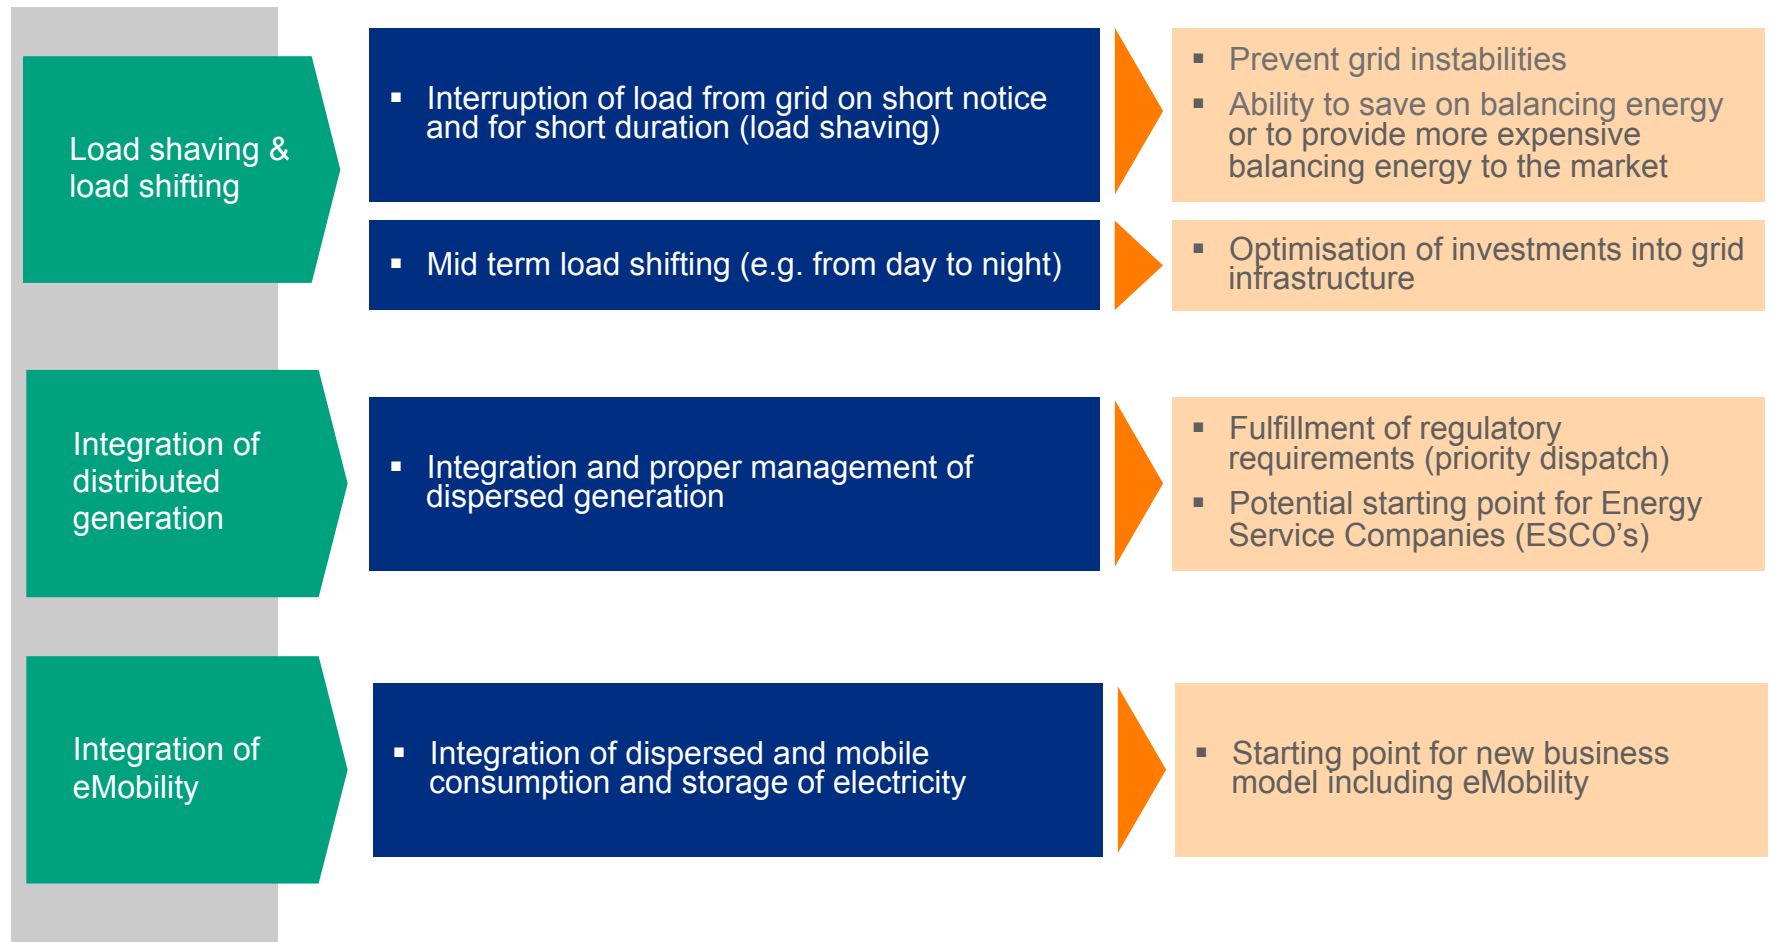 Load shaving &
load shifting
▪ Interruption of load from grid on short notice
and for short duration (load shaving)
▪ Prevent grid instabilities
▪ Ability to save on balancing energy
or to provide more expensive
balancing energy to the market
▪ Mid term load shifting (e.g. from day to night)
▪ Optimisation of investments into grid
infrastructure
Integration of
distributed
generation
▪ Integration and proper management of
dispersed generation
▪ Fulfillment of regulatory
requirements (priority dispatch)
▪ Potential starting point for Energy
Service Companies (ESCO’s)
Integration of
eMobility
▪ Integration of dispersed and mobile
consumption and storage of electricity
▪ Starting point for new business
model including eMobility